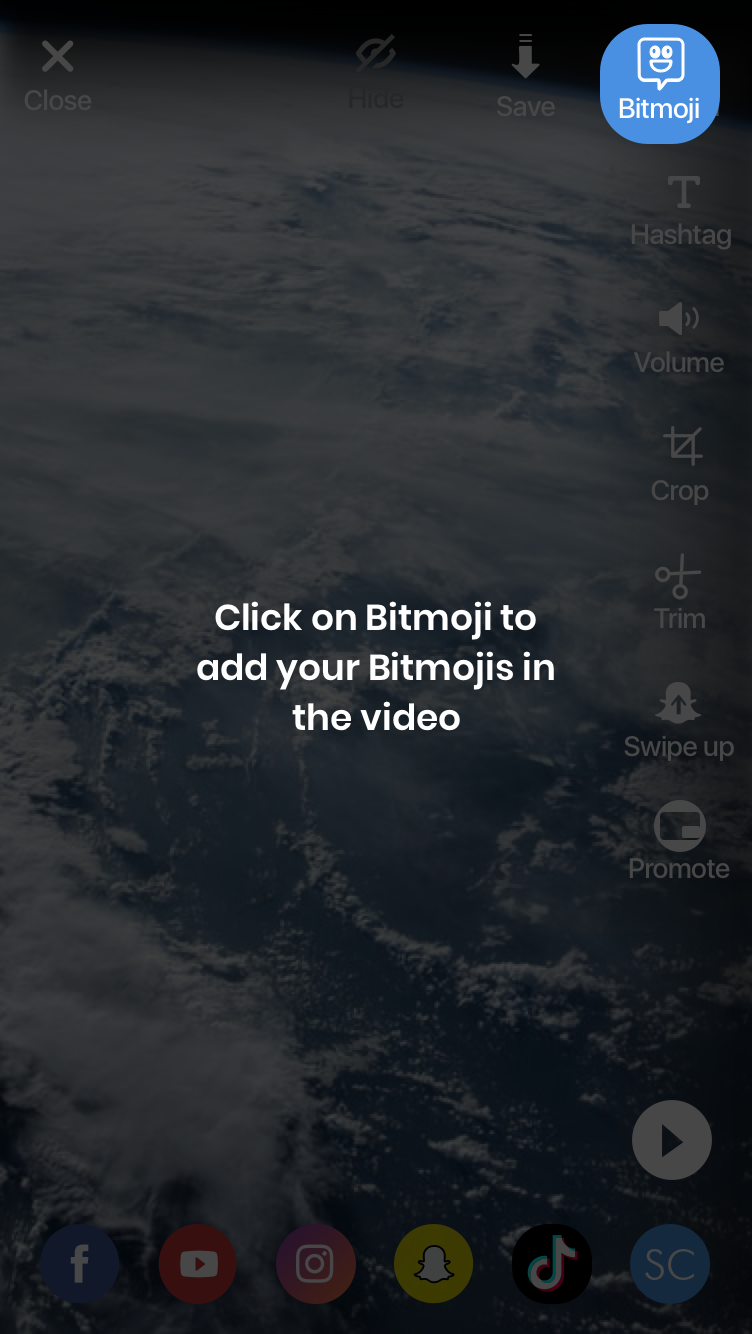 Close
Hide
Save
Bitmoji
Hashtag
Volume
Crop
Trim
Click on Bitmoji to
add your Bitmojis in
the video
Swipe up
Promote
SC